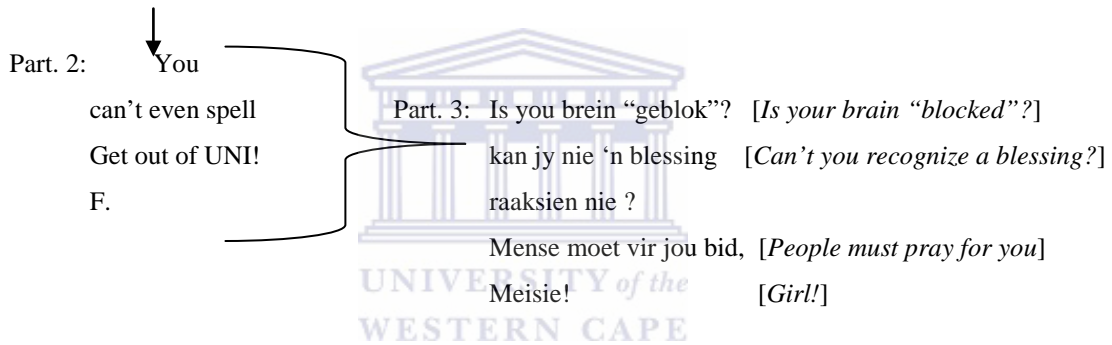 Part. 2: You
can’t even spell
Get out of UNI!
F.
Part. 3: Is you brein “geblok”? [Is your brain “blocked”?]
kan jy nie ‘n blessing [Can’t you recognize a blessing?]
raaksien nie ?
Mense moet vir jou bid, [People must pray for you]
Meisie! [Girl!]
UNIVERSITY of the
WESTERN CAPE